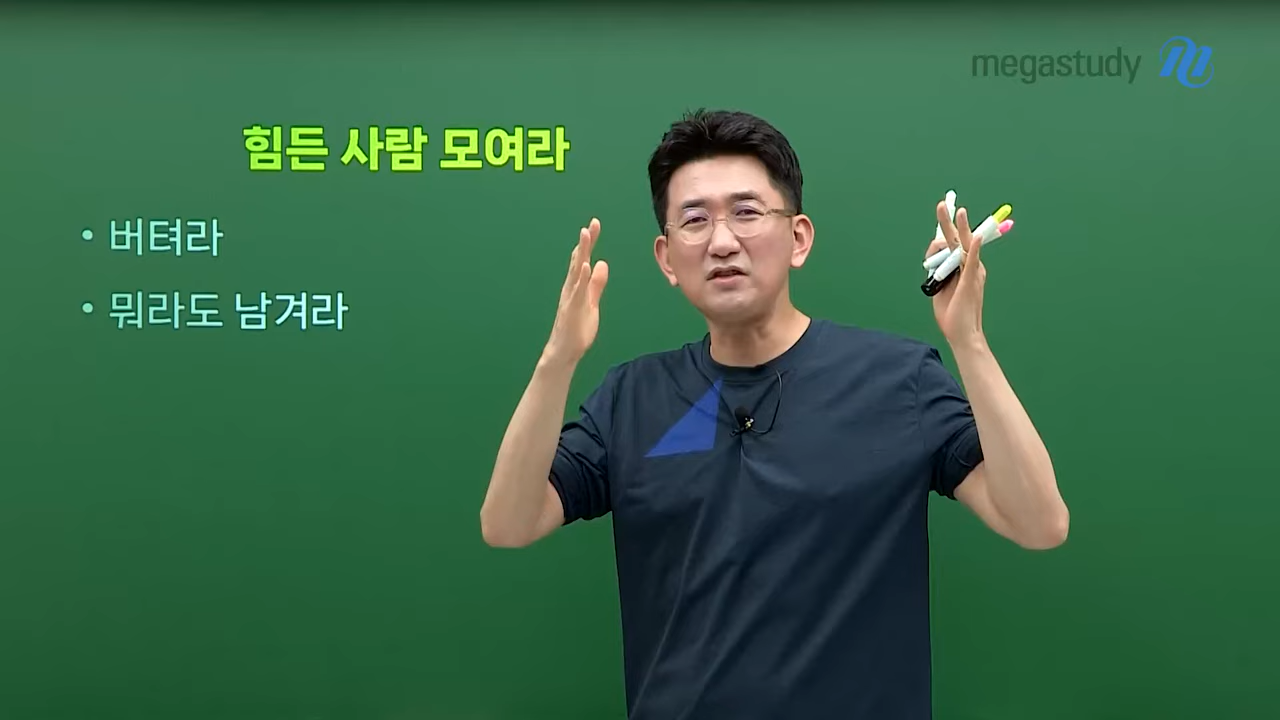 megastudy
힘든 사람 모여라
• 버텨라
• 뭐라도 남겨라